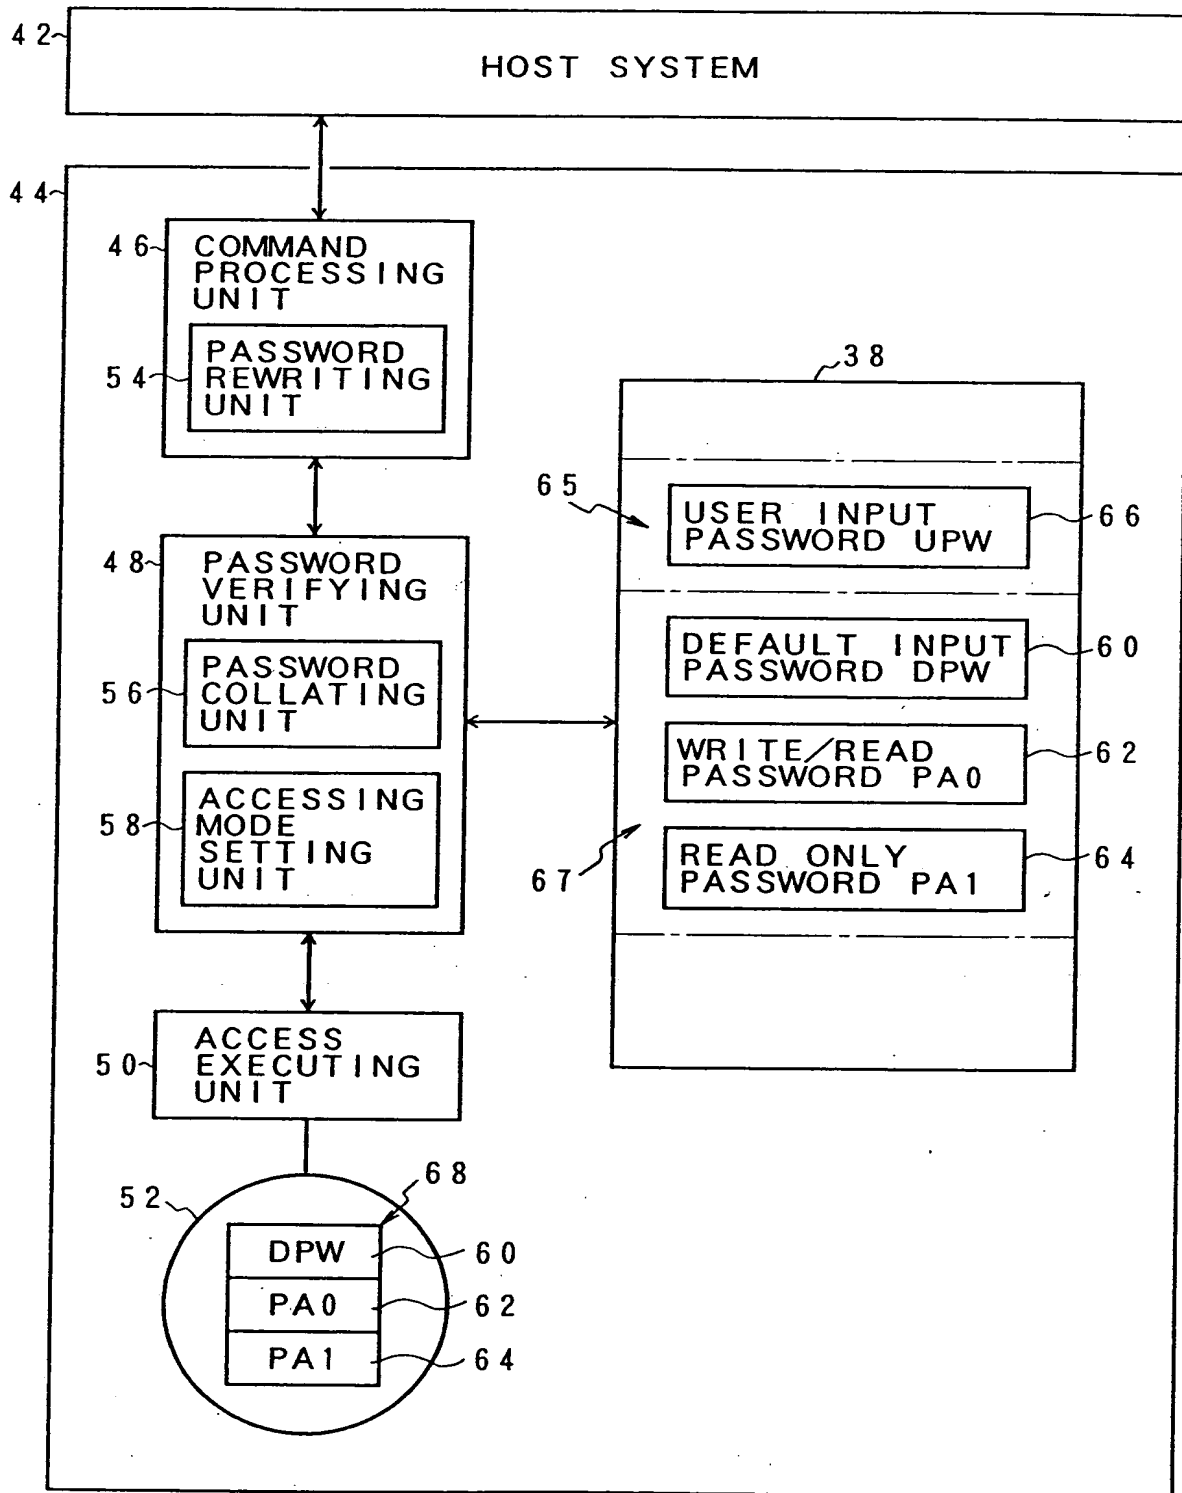 42
HOST SYSTEM
44
46
COMMAND
PROCESSING
UNIT
54
PASSWORD
REWRITING
UNIT
38
65
USER INPUT
PASSWORD UPW
66
48
PASSWORD
VERIFYING
UNIT
56
PASSWORD
COLLATING
UNIT
DEFAULT INPUT
PASSWORD DPW
60
WRITE/READ
PASSWORD PA0
62
58
ACCESSING
MODE
SETTING
UNIT
67
READ ONLY
PASSWORD PA1
64
50
ACCESS
EXECUTING
UNIT
52
68
DPW
60
PA0
62
PA1
64